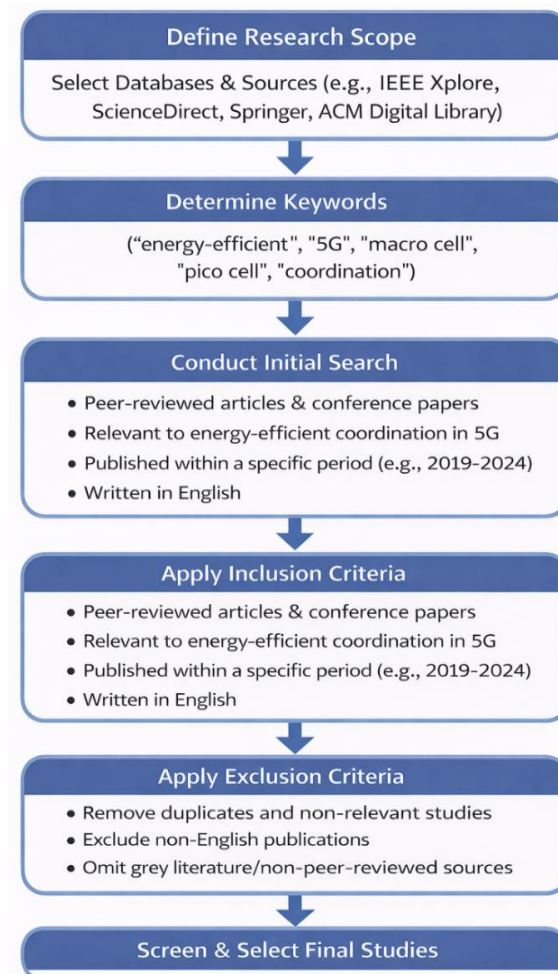 Define Research Scope
Select Databases & Sources (e.g., IEEE Xplore,
ScienceDirect, Springer, ACM Digital Library)
Determine Keywords
(“energy-efficient", "5G", "macro cell",
"pico cell", "coordination")
Conduct Initial Search
• Peer-reviewed articles & conference papers
• Relevant to energy-efficient coordination in 5G
• Published within a specific period (e.g., 2019-2024)
• Written in English
Apply Inclusion Criteria
• Peer-reviewed articles & conference papers
• Relevant to energy-efficient coordination in 5G
• Published within a specific period (e.g., 2019-2024)
• Written in English
Apply Exclusion Criteria
• Remove duplicates and non-relevant studies
• Exclude non-English publications
• Omit grey literature/non-peer-reviewed sources
Screen & Select Final Studies